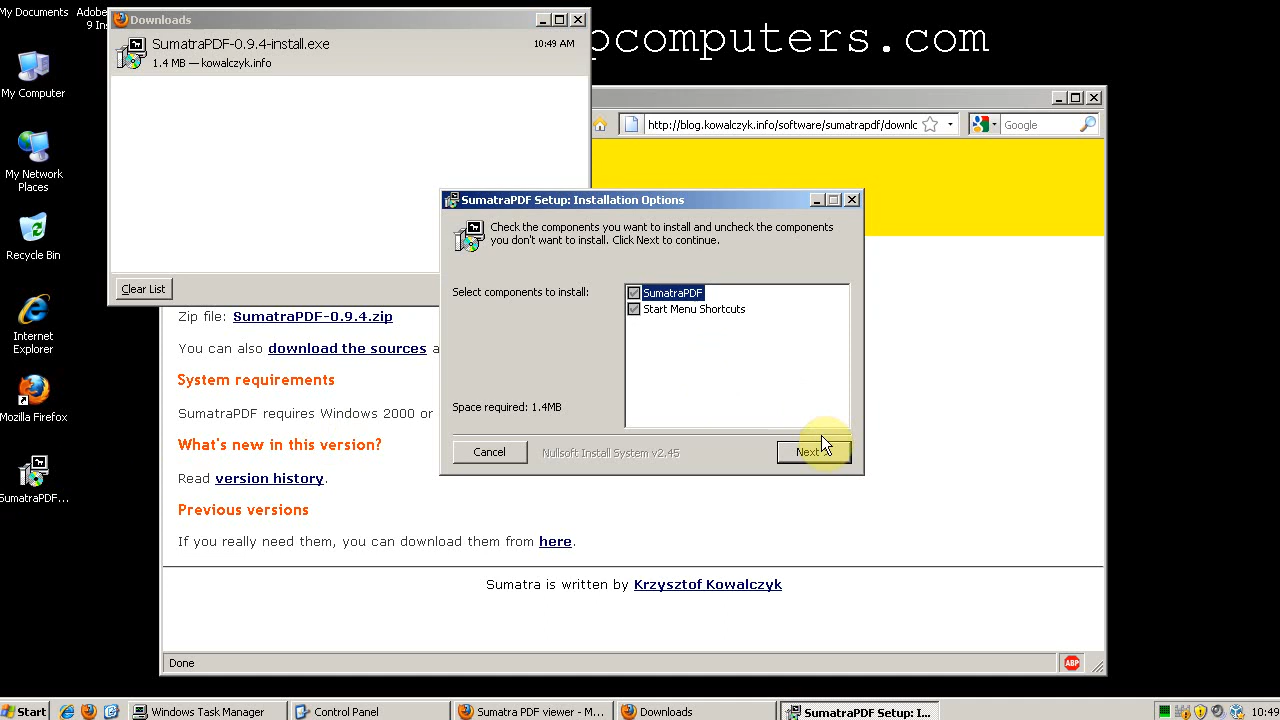 My Documents
Adobe
9 Ins
My Computer
My Network
Places
Recycle Bin
Internet
Explorer
Mozilla Firefox
SumatraPDF...
pcomputers.com
Downloads
SumatraPDF-0.9.4-install.exe
10:49 AM
1.4 MB — kowalczyk.info
Clear List
http://blog.kowalczyk.info/software/sumatrapdf/downlc
Google
SumatraPDF Setup: Installation Options
Check the components you want to install and uncheck the components
you don't want to install. Click Next to continue.
Select components to install:
SumatraPDF
Start Menu Shortcuts
Space required: 1.4MB
Cancel
Nullsoft Install System v2.45
Next
Zip file: SumatraPDF-0.9.4.zip
You can also download the sources a
System requirements
SumatraPDF requires Windows 2000 or
What's new in this version?
Read version history.
Previous versions
If you really need them, you can download them from here.
Sumatra is written by Krzysztof Kowalczyk
Done
ABP
Start
Windows Task Manager
Control Panel
Sumatra PDF viewer - M...
Downloads
SumatraPDF Setup: I...
10:49